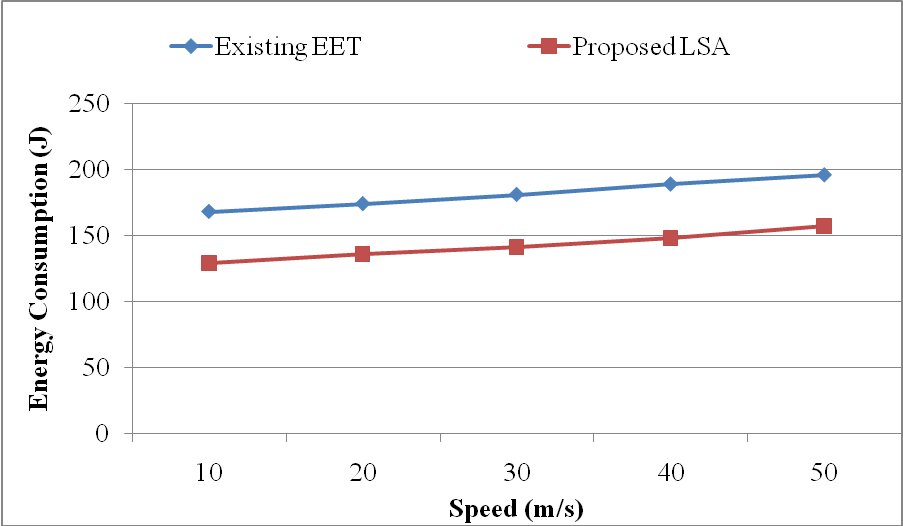 Existing EET
Proposed LSA
Energy Consumption (J)
250
200
150
100
50
0
10 20 30 40 50
Speed (m/s)